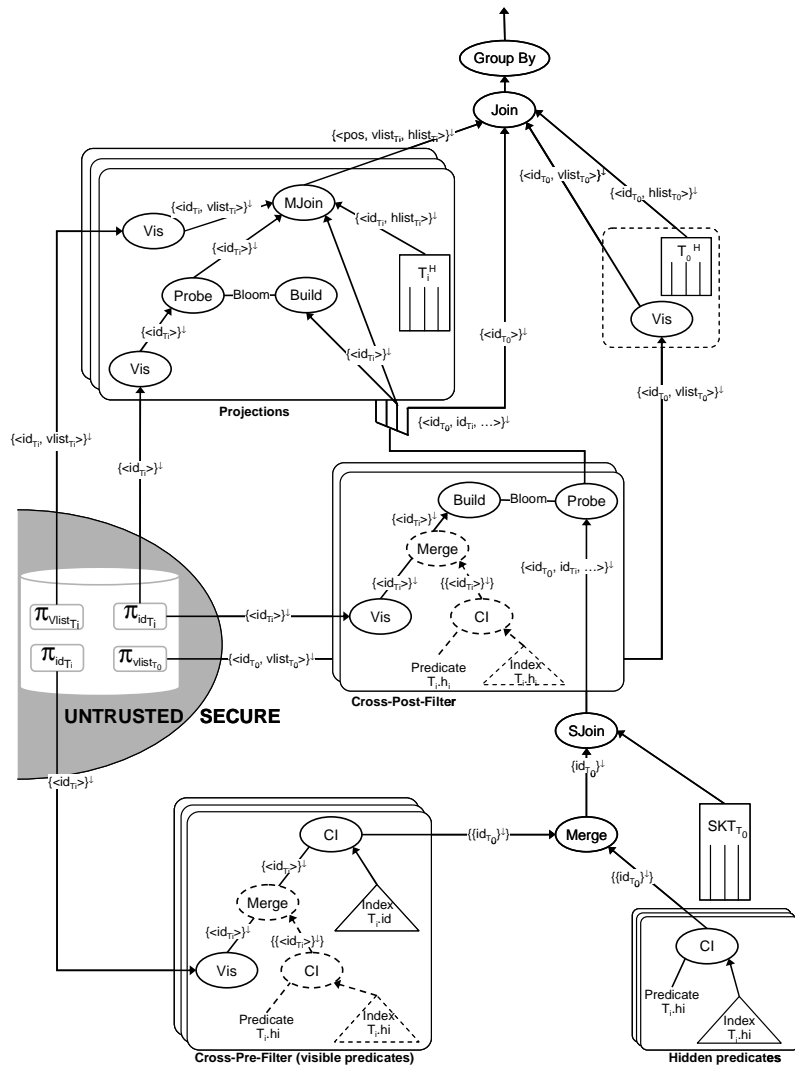 Group By
Join
{<pos, vlist_Ti, hlist_Ti>}↓
{<id_T0, vlist_T0>}↓
{<id_T0, hlist_T0>}↓
{<id_Ti, vlist_Ti>}↓
MJoin
{<id_Ti, hlist_Ti>}↓
Vis
{<id_Ti>}↓
T_i^H
T_0^H
Probe
Bloom
Build
Vis
{<id_Ti>}↓
{<id_Ti>}↓
{<id_T0>}↓
Vis
Projections
{<id_T0, id_Ti, …>}↓
{<id_T0, vlist_T0>}↓
{<id_Ti, vlist_Ti>}↓
{<id_Ti>}↓
Build
Bloom
Probe
{<id_Ti>}↓
Merge
{<id_Ti>}↓
{{<id_Ti>}↓}
{<id_T0, id_Ti, …>}↓
π_Vlist_Ti
π_id_Ti
{<id_Ti>}↓
Vis
CI
π_id_Ti
π_vlist_T0
{<id_T0, vlist_T0>}↓
Predicate
T_i.h_i
Index
T_i.h_i
Cross-Post-Filter
UNTRUSTED SECURE
SJoin
{<id_Ti>}↓
{id_T0}↓
SKT_T0
CI
{{id_T0}↓}
Merge
{<id_Ti>}↓
{{id_T0}↓}
Merge
Index
T_i.id
{<id_Ti>}↓
{{<id_Ti>}↓}
Vis
CI
CI
Predicate
T_i.hi
Index
T_i.hi
Predicate
T_i.hi
Index
T_i.hi
Cross-Pre-Filter (visible predicates)
Hidden predicates